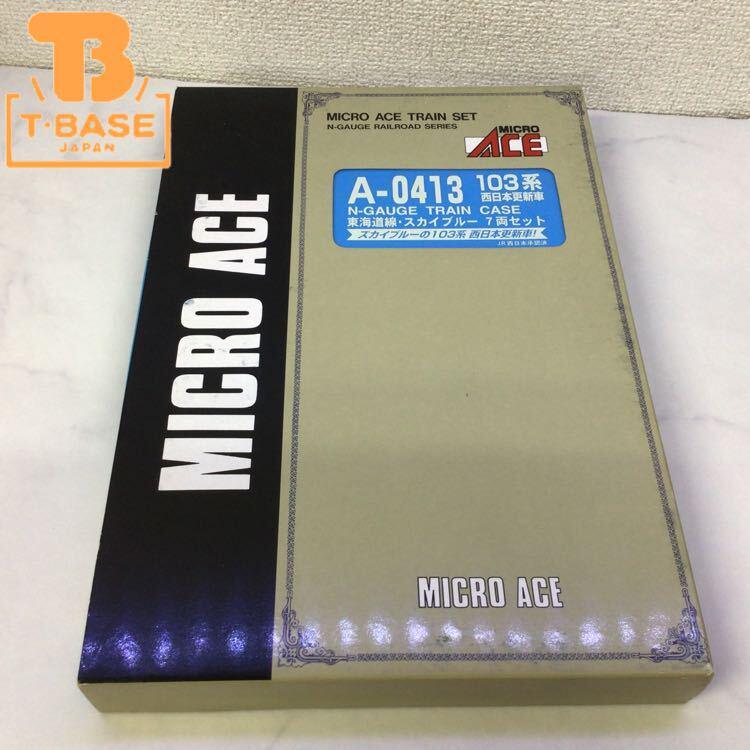 T·BASE
JAPAN
MICRO ACE
MICRO ACE TRAIN SET
N-GAUGE RAILROAD SERIES
MICRO
ACE
A-0413 103系
西日本更新車
N-GAUGE TRAIN CASE
東海道線・スカイブルー 7両セット
スカイブルーの103系 西日本更新車!
JR西日本承認済
MICRO ACE